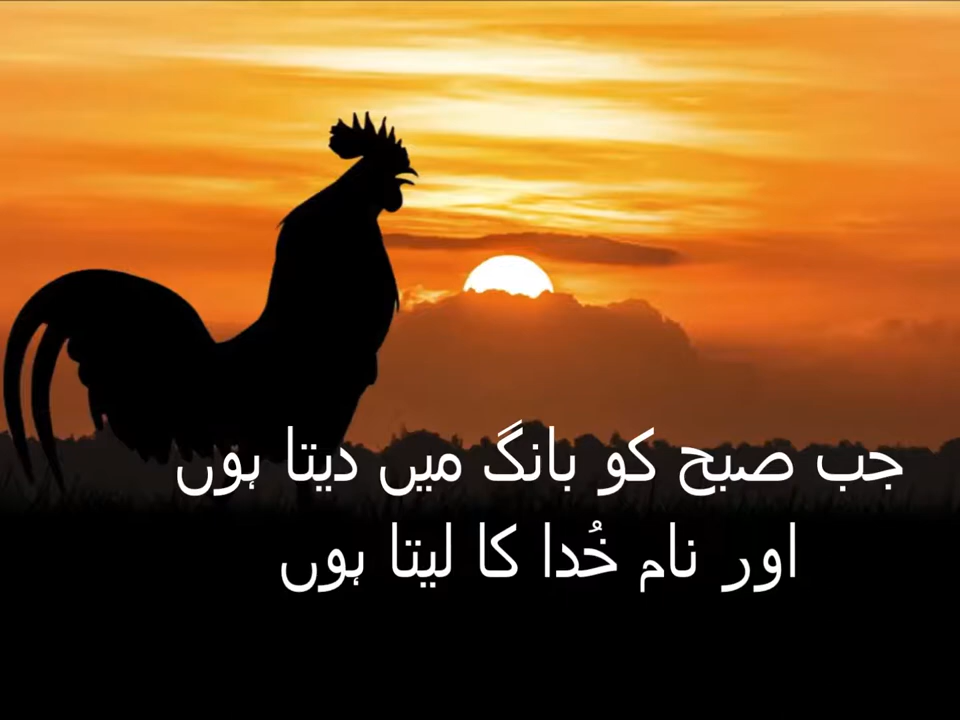 جب صبح کو بانگ میں دیتا ہوں
اور نام خُدا کا لیتا ہوں